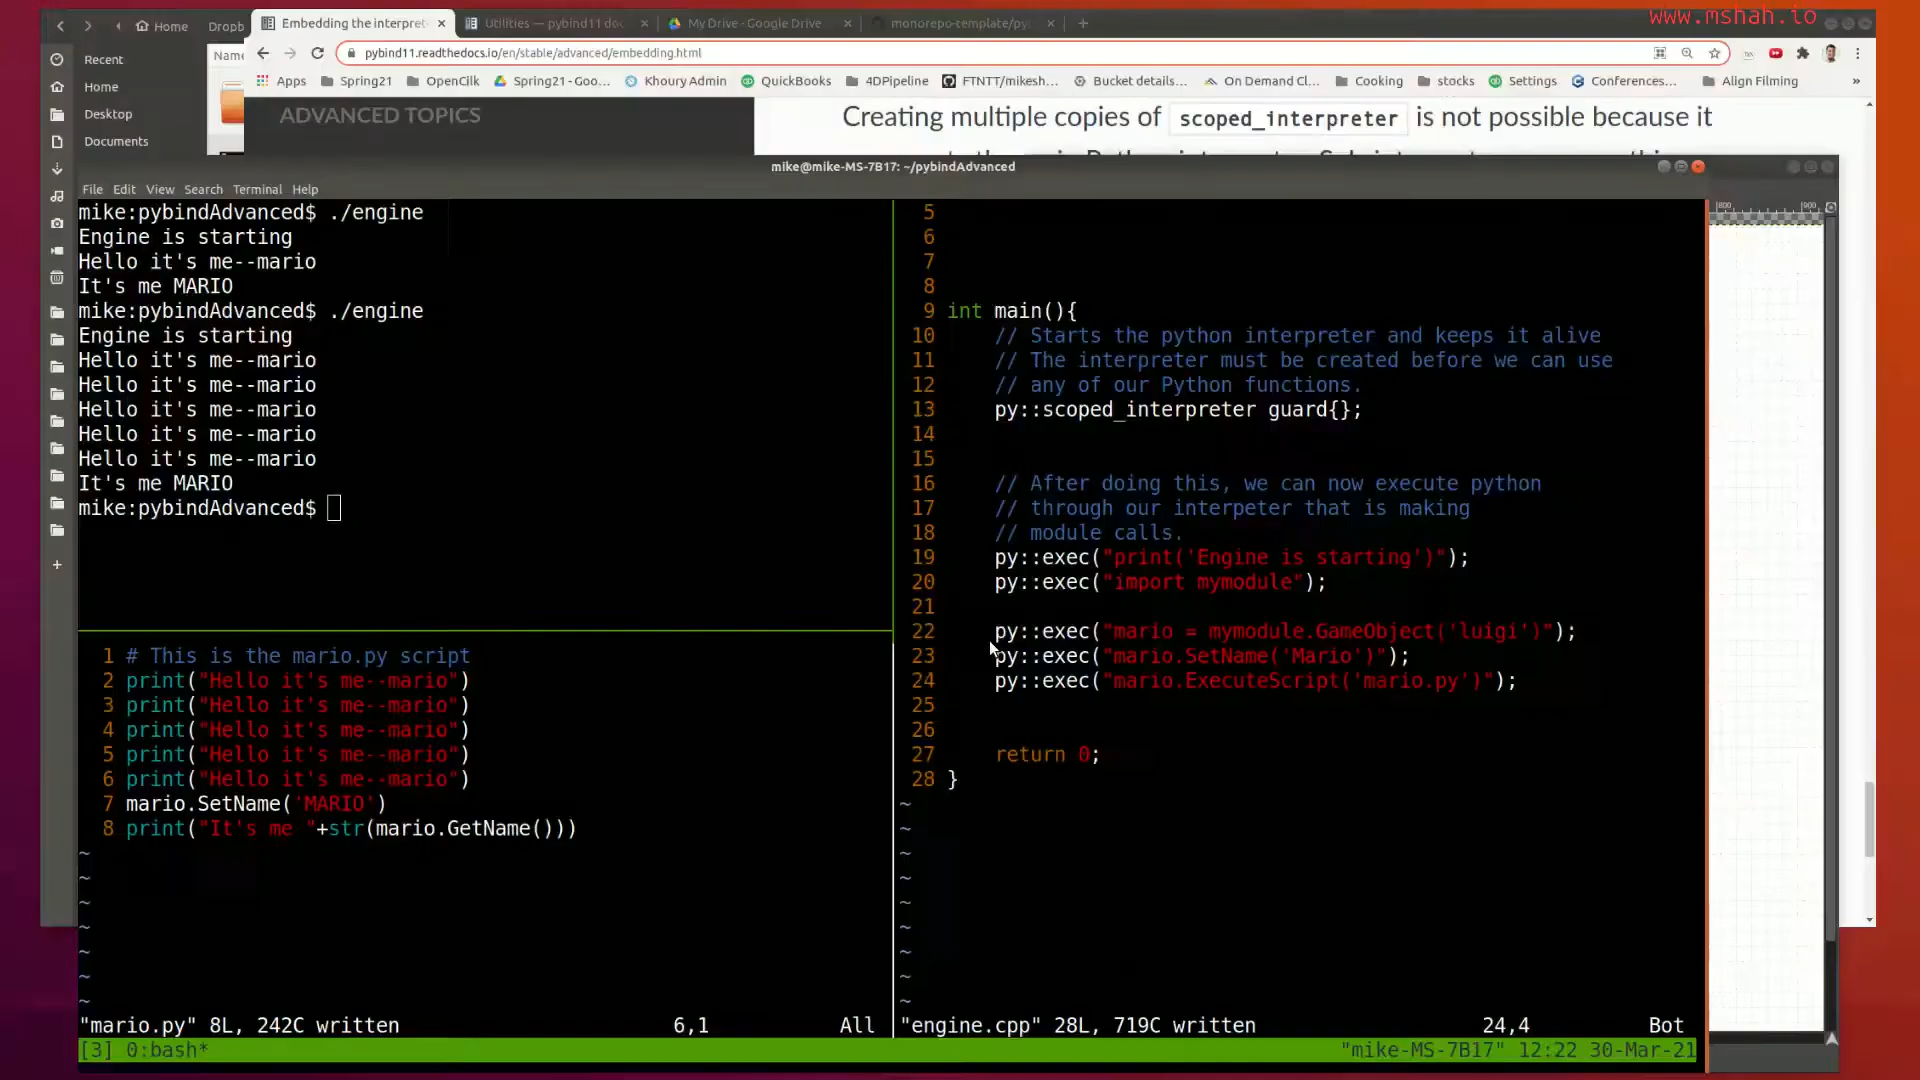 www.mshah.io
Home
Dropb
Embedding the interpret
Utilities — pybind11 doc
My Drive - Google Drive
monorepo-template/pyt
Recent
Name
pybind11.readthedocs.io/en/stable/advanced/embedding.html
Home
Apps
Spring21
OpenCilk
Spring21 - Goo...
Khoury Admin
QuickBooks
4DPipeline
FTNTT/mikesh...
Bucket details...
On Demand Cl...
Cooking
stocks
Settings
Conferences...
Align Filming
»
Desktop
Documents
ADVANCED TOPICS
Creating multiple copies of scoped_interpreter is not possible because it
mike@mike-MS-7B17: ~/pybindAdvanced
File Edit View Search Terminal Help
mike:pybindAdvanced$ ./engine
Engine is starting
Hello it's me--mario
It's me MARIO
mike:pybindAdvanced$ ./engine
Engine is starting
Hello it's me--mario
Hello it's me--mario
Hello it's me--mario
Hello it's me--mario
Hello it's me--mario
It's me MARIO
mike:pybindAdvanced$
1 # This is the mario.py script
2 print("Hello it's me--mario")
3 print("Hello it's me--mario")
4 print("Hello it's me--mario")
5 print("Hello it's me--mario")
6 print("Hello it's me--mario")
7 mario.SetName('MARIO')
8 print("It's me "+str(mario.GetName()))
~
~
~
~
~
~
~
"mario.py" 8L, 242C written 6,1 All
5
6
7
8
9 int main(){
10 // Starts the python interpreter and keeps it alive
11 // The interpreter must be created before we can use
12 // any of our Python functions.
13 py::scoped_interpreter guard{};
14
15
16 // After doing this, we can now execute python
17 // through our interpeter that is making
18 // module calls.
19 py::exec("print('Engine is starting')");
20 py::exec("import mymodule");
21
22 py::exec("mario = mymodule.GameObject('luigi')");
23 py::exec("mario.SetName('Mario')");
24 py::exec("mario.ExecuteScript('mario.py')");
25
26
27 return 0;
28 }
~
~
~
~
~
~
~
~
~
"engine.cpp" 28L, 719C written 24,4 Bot
[3] 0:bash* "mike-MS-7B17" 12:22 30-Mar-21
800
900